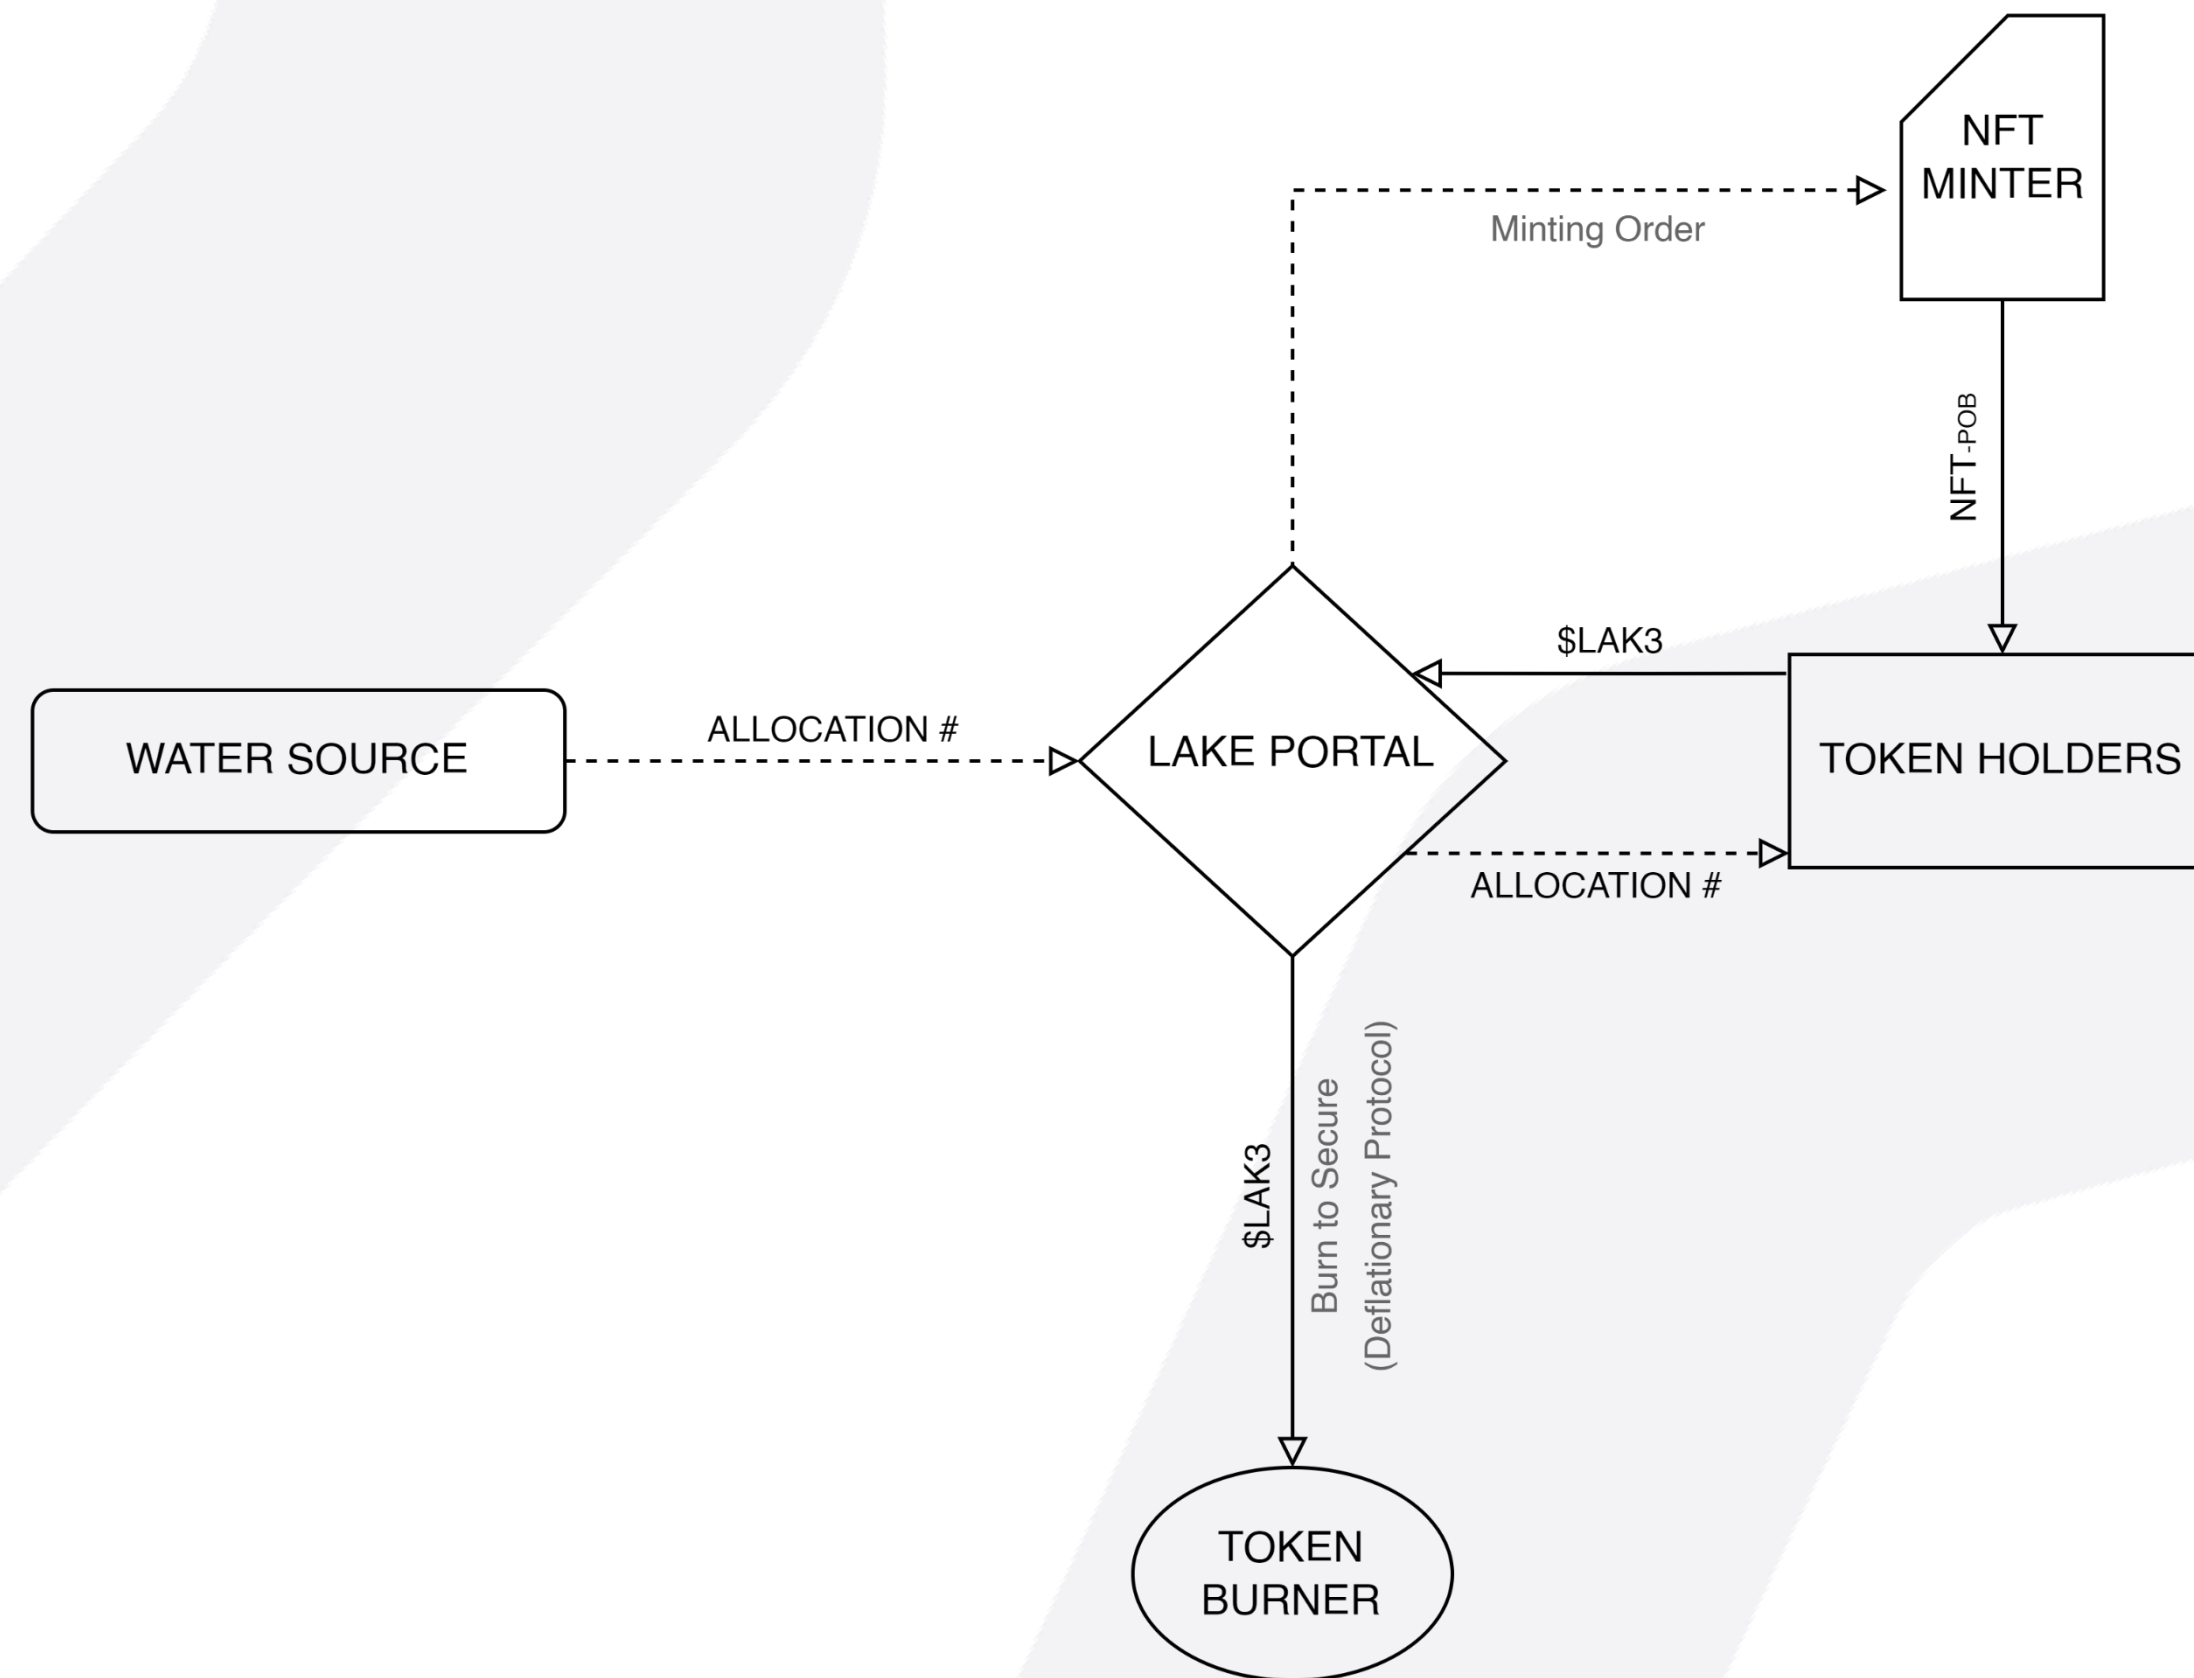 NFT
MINTER
Minting Order
NFT-POB
$LAK3
WATER SOURCE
ALLOCATION #
LAKE PORTAL
TOKEN HOLDERS
ALLOCATION #
$LAK3
Burn to Secure
(Deflationary Protocol)
TOKEN
BURNER